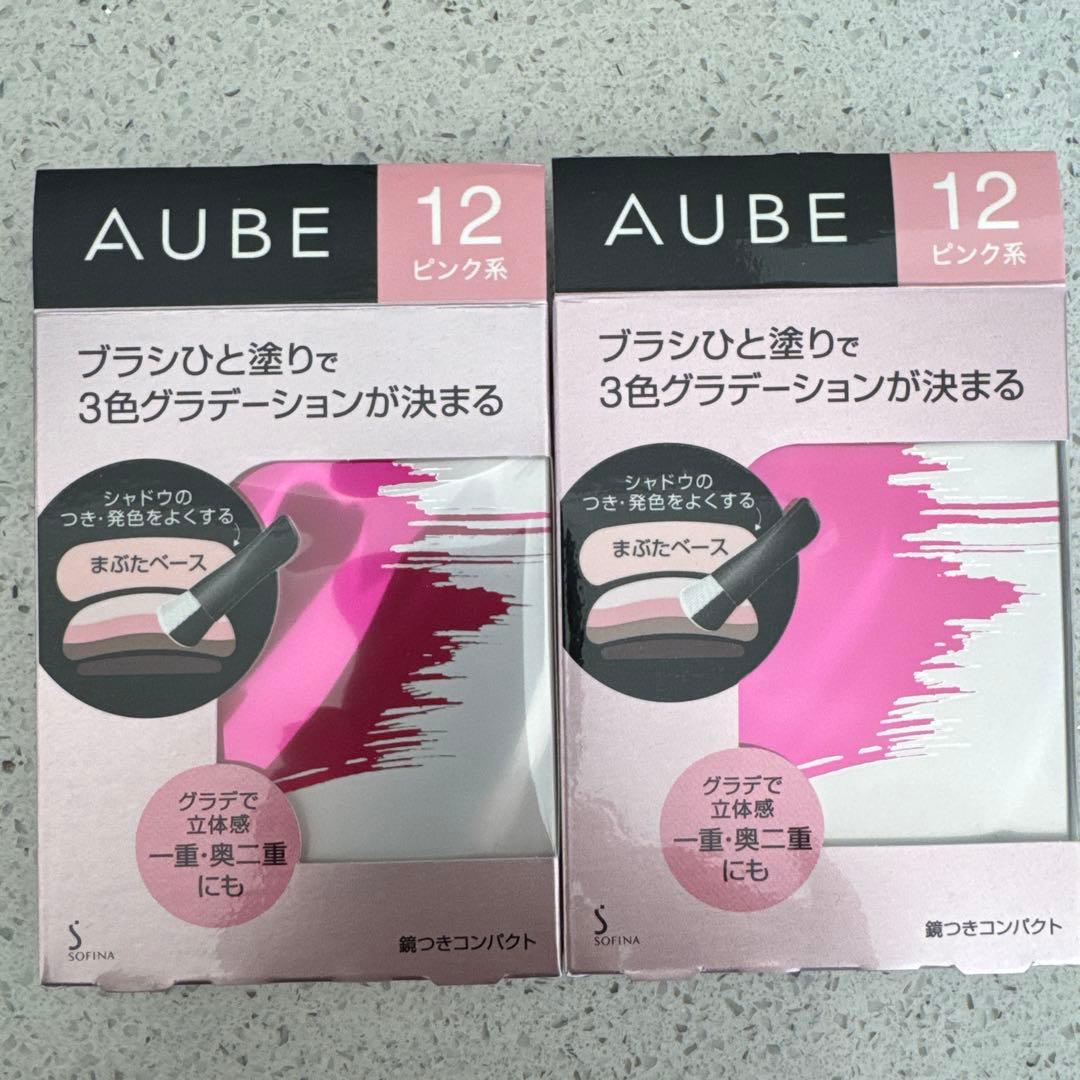 AUBE
12
ピンク系
ブラシひと塗りで
3色グラデーションが決まる
シャドウの
つき・発色をよくする
まぶたベース
グラデで
立体感
一重・奥二重
にも
SOFINA
鏡つきコンパクト
AUBE
12
ピンク系
ブラシひと塗りで
3色グラデーションが決まる
シャドウの
つき・発色をよくする
まぶたベース
グラデで
立体感
一重・奥二重
にも
SOFINA
鏡つきコンパクト